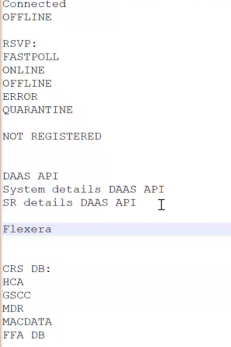 Connected
OFFLINE
RSVP:
FASTPOLL
ONLINE
OFFLINE
ERROR
QUARANTINE
NOT REGISTERED
DAAS API
System details DAAS API
SR details DAAS API
Flexera
CRS DB:
HCA
GSCC
MDR
MACDATA
FFA DB